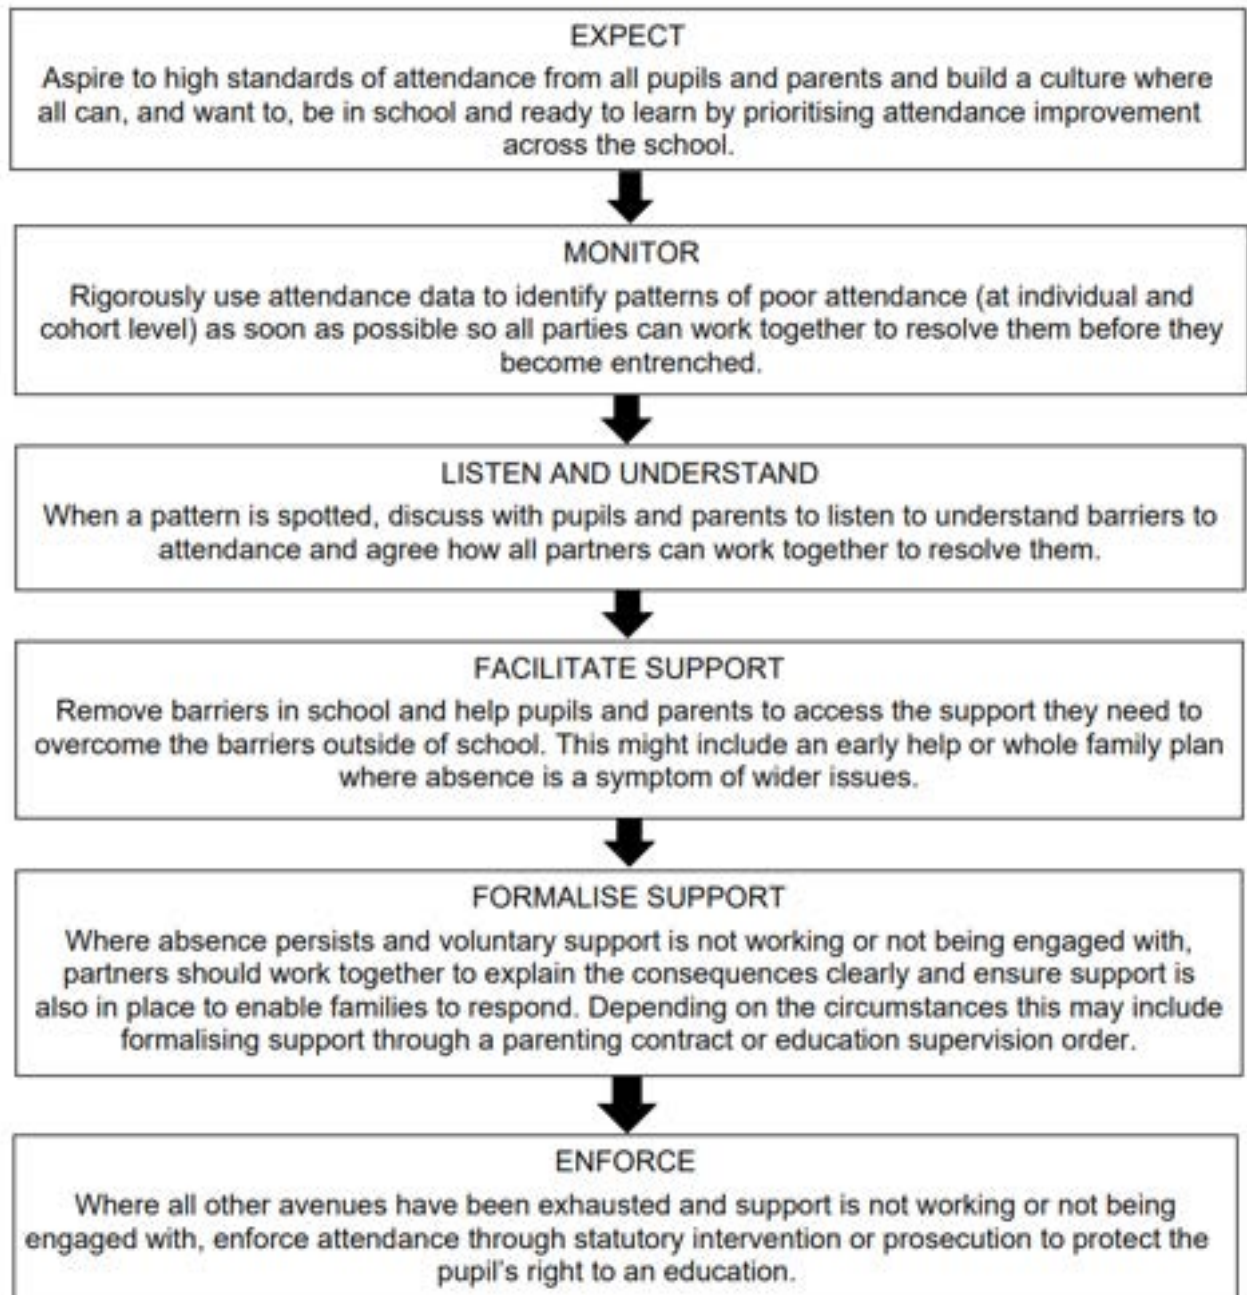 EXPECT
Aspire to high standards of attendance from all pupils and parents and build a culture where
all can, and want to, be in school and ready to learn by prioritising attendance improvement
across the school.
MONITOR
Rigorously use attendance data to identify patterns of poor attendance (at individual and
cohort level) as soon as possible so all parties can work together to resolve them before they
become entrenched.
LISTEN AND UNDERSTAND
When a pattern is spotted, discuss with pupils and parents to listen to understand barriers to
attendance and agree how all partners can work together to resolve them.
FACILITATE SUPPORT
Remove barriers in school and help pupils and parents to access the support they need to
overcome the barriers outside of school. This might include an early help or whole family plan
where absence is a symptom of wider issues.
FORMALISE SUPPORT
Where absence persists and voluntary support is not working or not being engaged with,
partners should work together to explain the consequences clearly and ensure support is
also in place to enable families to respond. Depending on the circumstances this may include
formalising support through a parenting contract or education supervision order.
ENFORCE
Where all other avenues have been exhausted and support is not working or not being
engaged with, enforce attendance through statutory intervention or prosecution to protect the
pupil's right to an education.